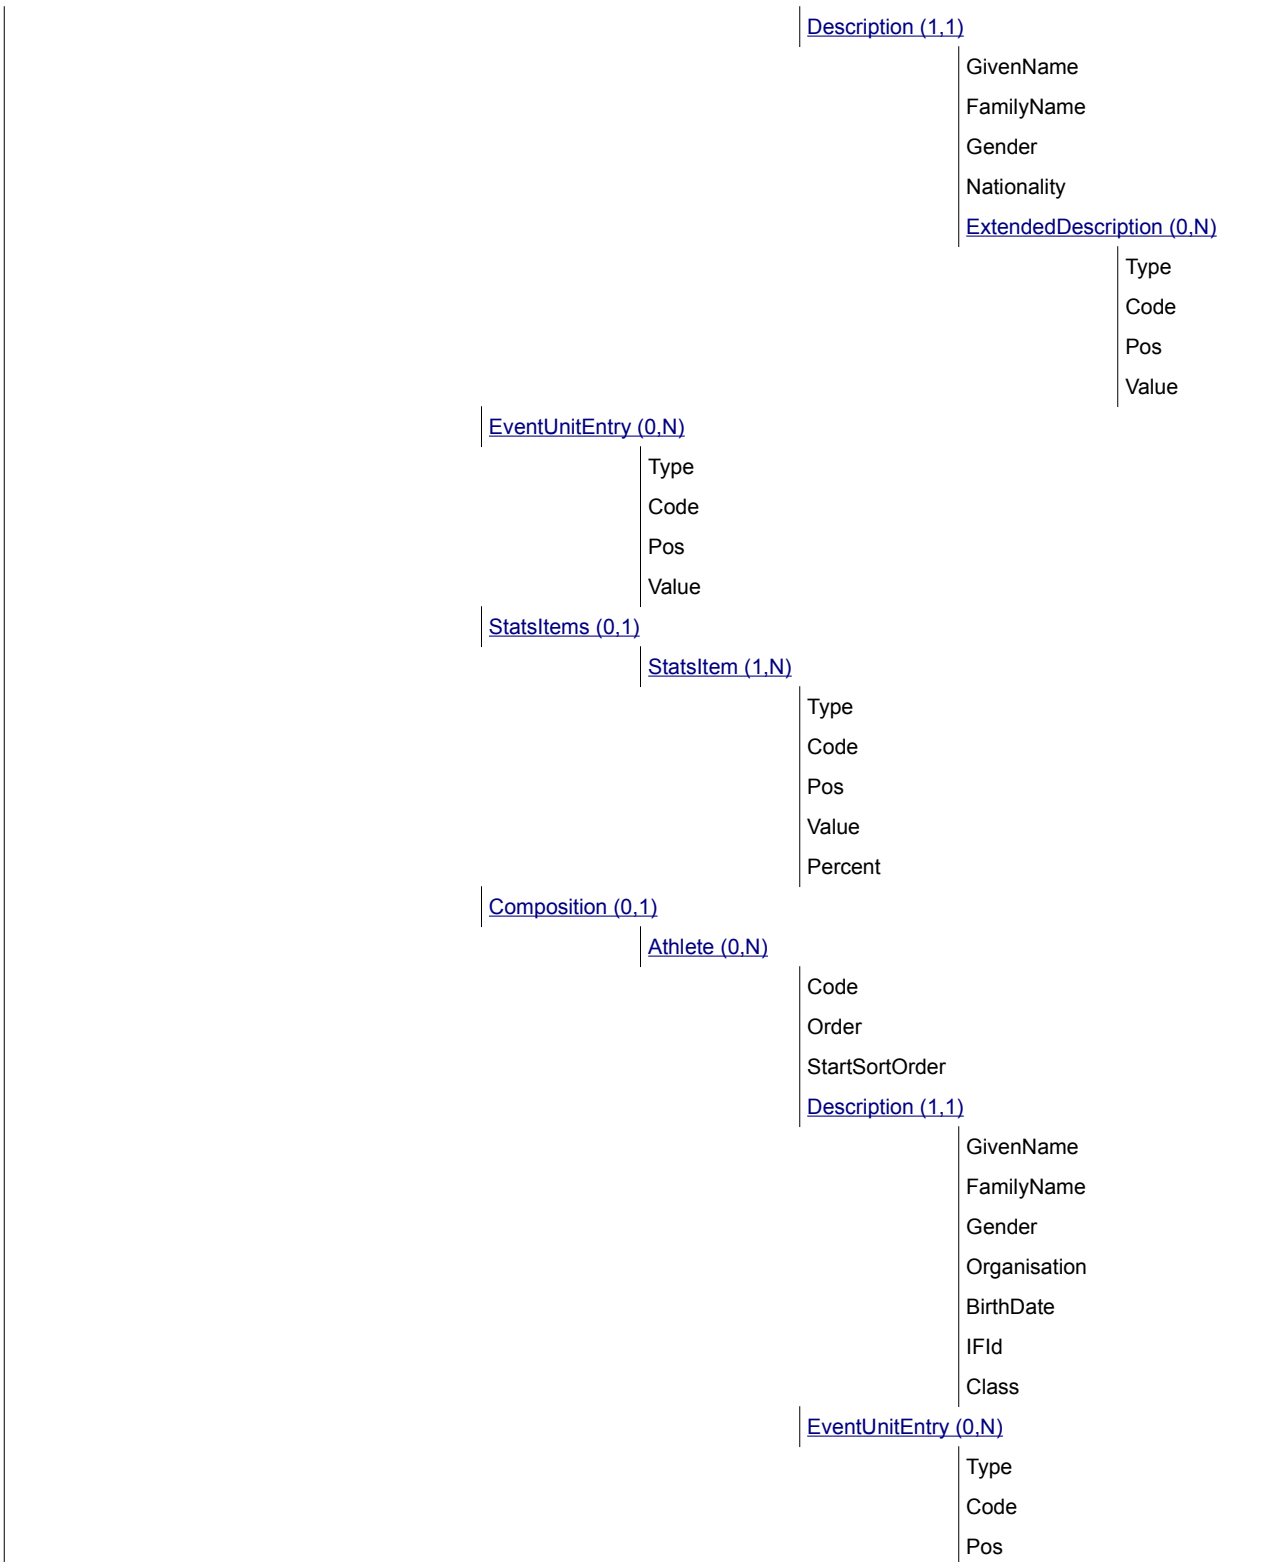 Description (1,1)
GivenName
FamilyName
Gender
Nationality
ExtendedDescription (0,N)
Type
Code
Pos
Value
EventUnitEntry (0,N)
Type
Code
Pos
Value
StatsItems (0,1)
StatsItem (1,N)
Type
Code
Pos
Value
Percent
Composition (0,1)
Athlete (0,N)
Code
Order
StartSortOrder
Description (1,1)
GivenName
FamilyName
Gender
Organisation
BirthDate
IFId
Class
EventUnitEntry (0,N)
Type
Code
Pos